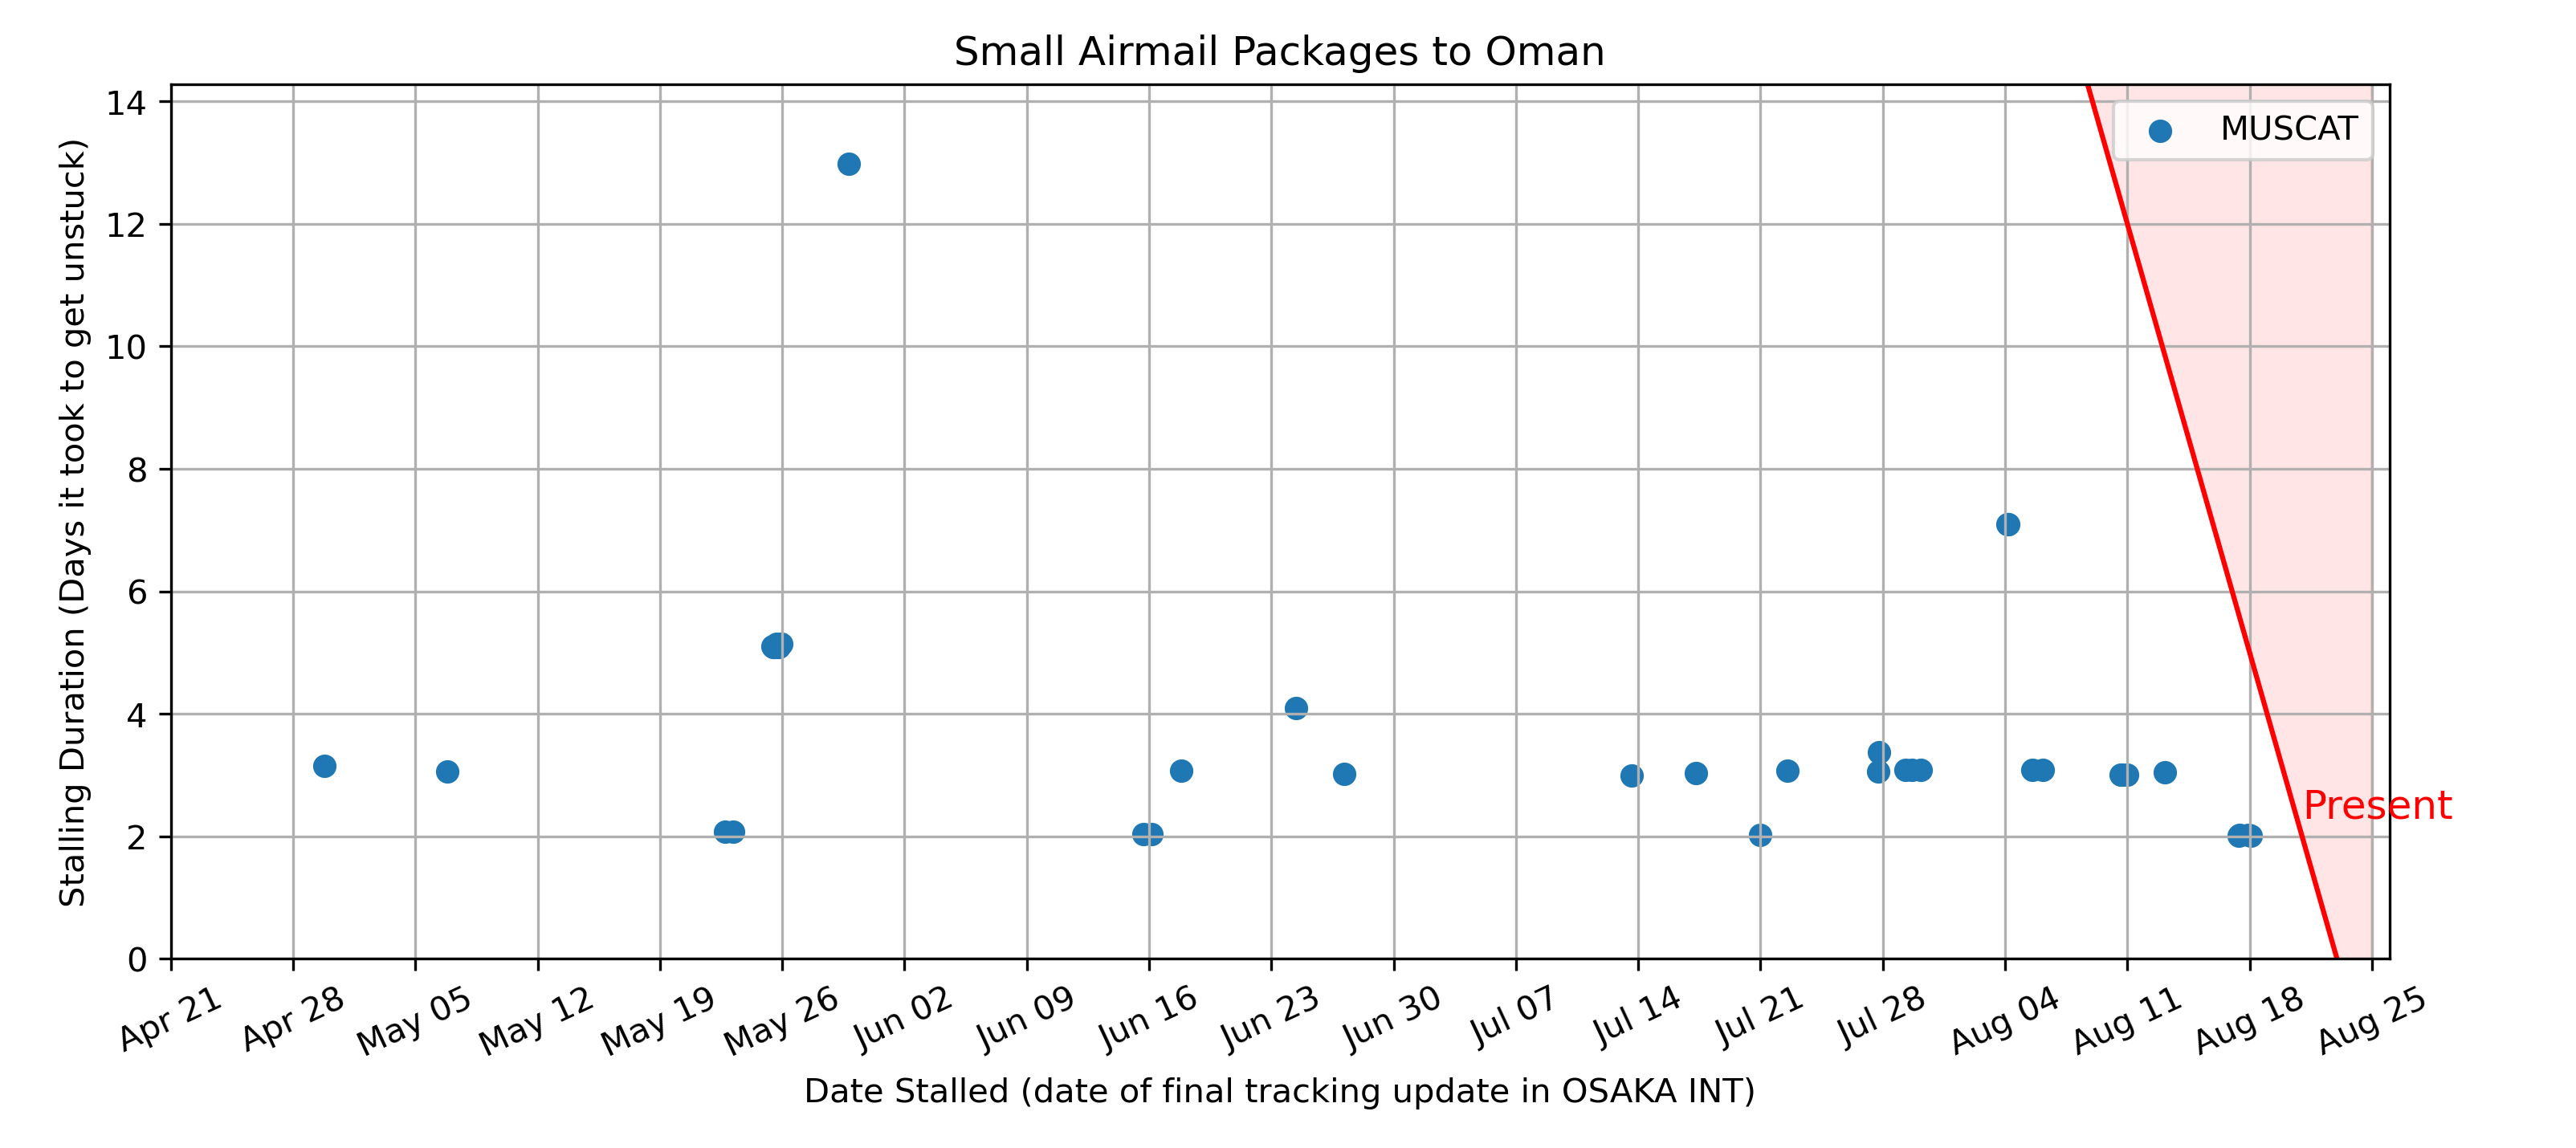 Small Airmail Packages to Oman
MUSCAT
14
12
10
8
6
4
2
0
Stalling Duration (Days it took to get unstuck)
Present
Apr 21
Apr 28
May 05
May 12
May 19
May 26
Jun 02
Jun 09
Jun 16
Jun 23
Jun 30
Jul 07
Jul 14
Jul 21
Jul 28
Aug 04
Aug 11
Aug 18
Aug 25
Date Stalled (date of final tracking update in OSAKA INT)